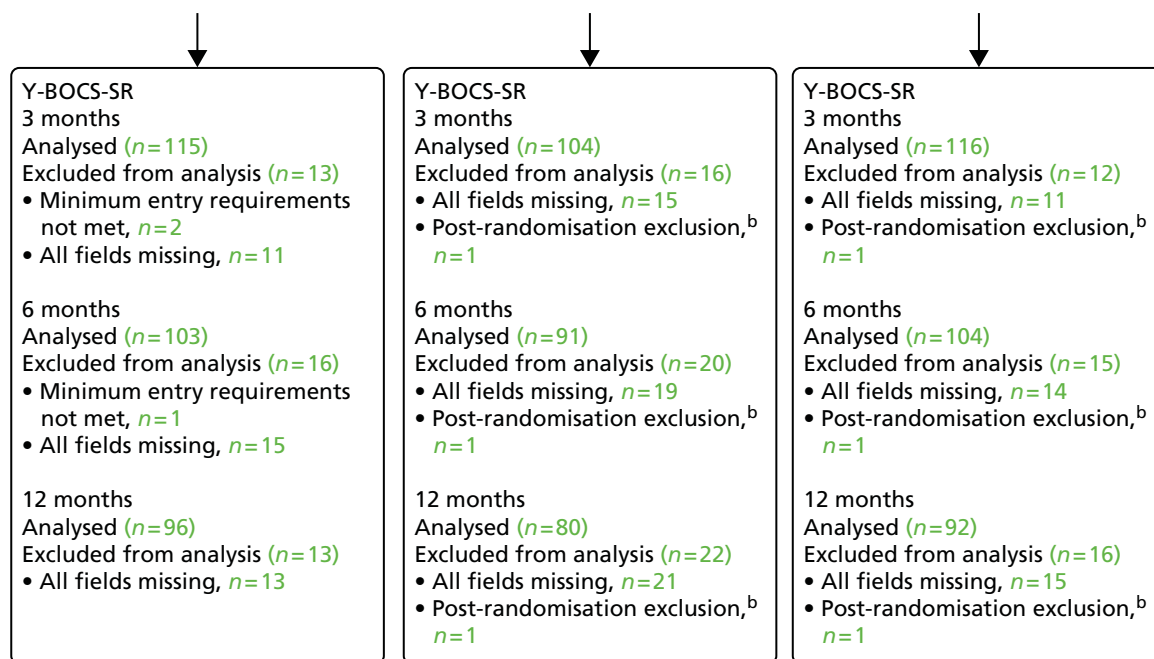 Y-BOCS-SR
3 months
Analysed (n=115)
Excluded from analysis (n=13)
• Minimum entry requirements
not met, n=2
• All fields missing, n=11
6 months
Analysed (n=103)
Excluded from analysis (n=16)
• Minimum entry requirements
not met, n=1
• All fields missing, n=15
12 months
Analysed (n=96)
Excluded from analysis (n=13)
• All fields missing, n=13
Y-BOCS-SR
3 months
Analysed (n=104)
Excluded from analysis (n=16)
• All fields missing, n=15
• Post-randomisation exclusion,b
n=1
6 months
Analysed (n=91)
Excluded from analysis (n=20)
• All fields missing, n=19
• Post-randomisation exclusion,b
n=1
12 months
Analysed (n=80)
Excluded from analysis (n=22)
• All fields missing, n=21
• Post-randomisation exclusion,b
n=1
Y-BOCS-SR
3 months
Analysed (n=116)
Excluded from analysis (n=12)
• All fields missing, n=11
• Post-randomisation exclusion,b
n=1
6 months
Analysed (n=104)
Excluded from analysis (n=15)
• All fields missing, n=14
• Post-randomisation exclusion,b
n=1
12 months
Analysed (n=92)
Excluded from analysis (n=16)
• All fields missing, n=15
• Post-randomisation exclusion,b
n=1